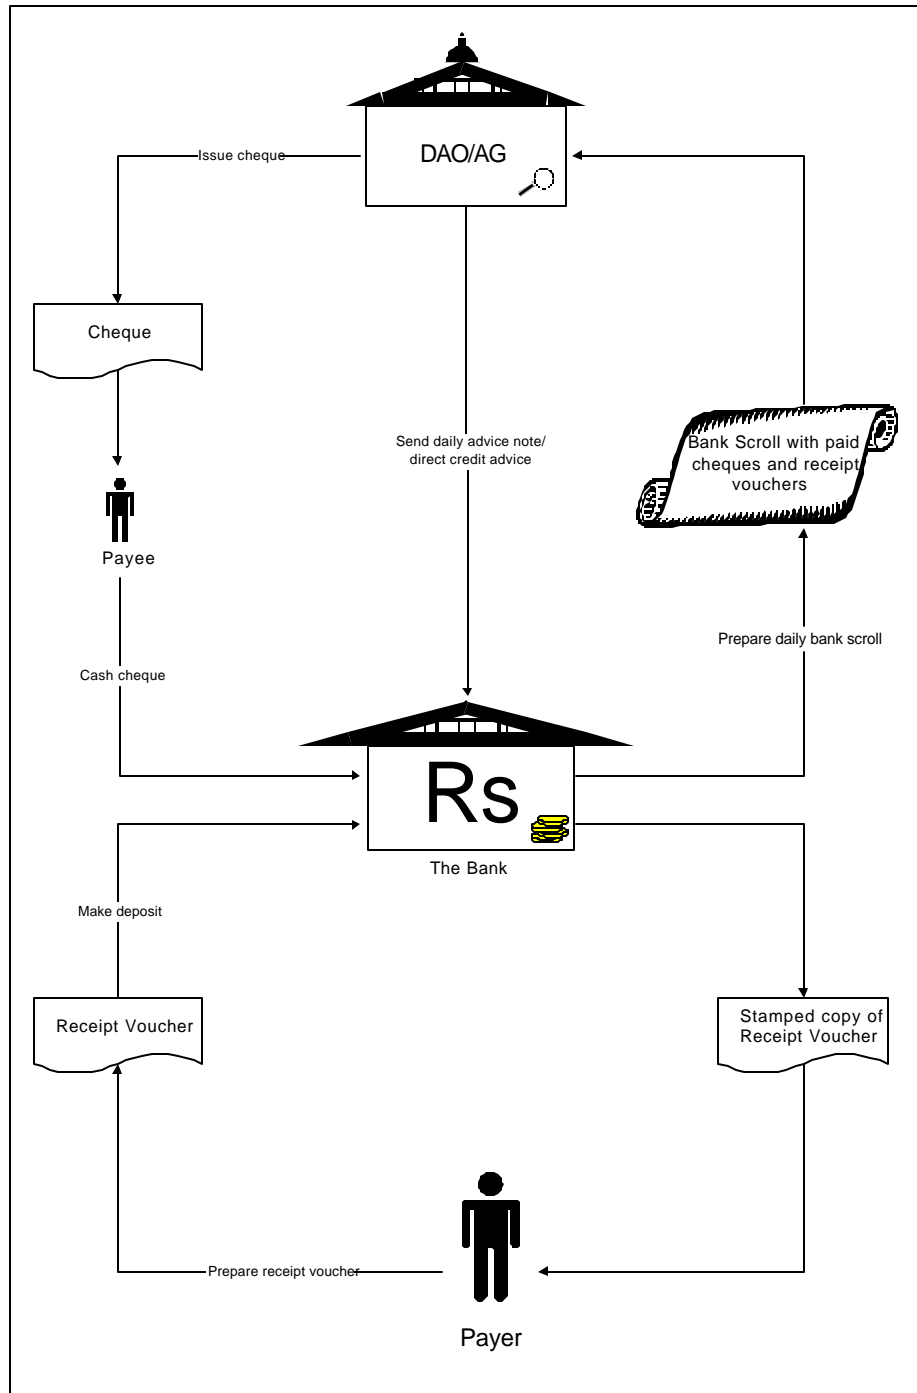 DAO/AG
Issue cheque
Cheque
Send daily advice note/
direct credit advice
Bank Scroll with paid
cheques and receipt
vouchers
Payee
Prepare daily bank scroll
Cash cheque
Rs
The Bank
Make deposit
Receipt Voucher
Stamped copy of
Receipt Voucher
Prepare receipt voucher
Payer